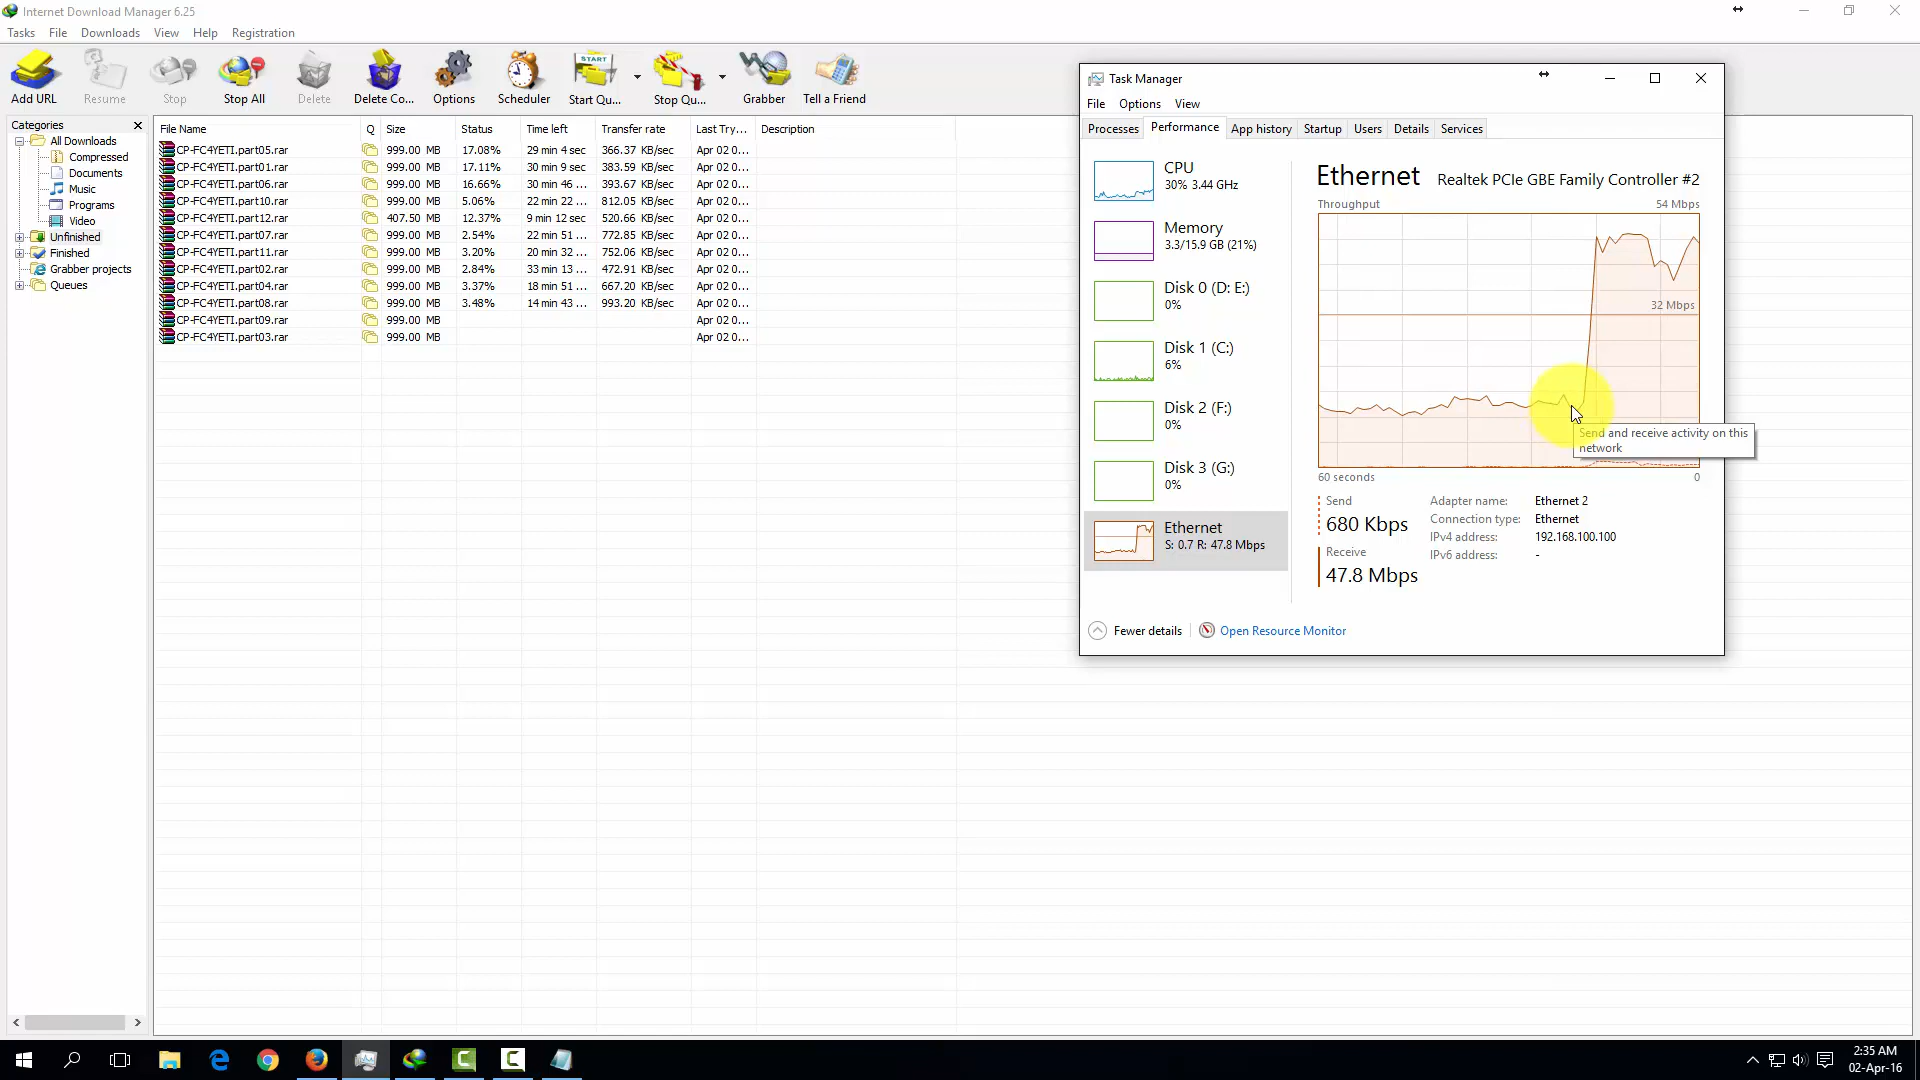 Internet Download Manager 6.25
Tasks File Downloads View Help Registration
Add URL Resume Stop Stop All Delete Delete Co... Options Scheduler Start Qu... Stop Qu... Grabber Tell a Friend
Categories
All Downloads
Compressed
Documents
Music
Programs
Video
Unfinished
Finished
Grabber projects
Queues
File Name Q Size Status Time left Transfer rate Last Try... Description
CP-FC4YETI.part05.rar 999.00 MB 17.08% 29 min 4 sec 366.37 KB/sec Apr 02 0...
CP-FC4YETI.part01.rar 999.00 MB 17.11% 30 min 9 sec 383.59 KB/sec Apr 02 0...
CP-FC4YETI.part06.rar 999.00 MB 16.66% 30 min 46 ... 393.67 KB/sec Apr 02 0...
CP-FC4YETI.part10.rar 999.00 MB 5.06% 22 min 22 ... 812.05 KB/sec Apr 02 0...
CP-FC4YETI.part12.rar 407.50 MB 12.37% 9 min 12 sec 520.66 KB/sec Apr 02 0...
CP-FC4YETI.part07.rar 999.00 MB 2.54% 22 min 51 ... 772.85 KB/sec Apr 02 0...
CP-FC4YETI.part11.rar 999.00 MB 3.20% 20 min 32 ... 752.06 KB/sec Apr 02 0...
CP-FC4YETI.part02.rar 999.00 MB 2.84% 33 min 13 ... 472.91 KB/sec Apr 02 0...
CP-FC4YETI.part04.rar 999.00 MB 3.37% 18 min 51 ... 667.20 KB/sec Apr 02 0...
CP-FC4YETI.part08.rar 999.00 MB 3.48% 14 min 43 ... 993.20 KB/sec Apr 02 0...
CP-FC4YETI.part09.rar 999.00 MB Apr 02 0...
CP-FC4YETI.part03.rar 999.00 MB Apr 02 0...
Task Manager
File Options View
Processes Performance App history Startup Users Details Services
CPU
30% 3.44 GHz
Memory
3.3/15.9 GB (21%)
Disk 0 (D: E:)
0%
Disk 1 (C:)
6%
Disk 2 (F:)
0%
Disk 3 (G:)
0%
Ethernet
S: 0.7 R: 47.8 Mbps
Ethernet Realtek PCIe GBE Family Controller #2
Throughput 54 Mbps
32 Mbps
Send and receive activity on this
network
60 seconds 0
Send
680 Kbps
Receive
47.8 Mbps
Adapter name: Ethernet 2
Connection type: Ethernet
IPv4 address: 192.168.100.100
IPv6 address: -
Fewer details Open Resource Monitor
2:35 AM
02-Apr-16